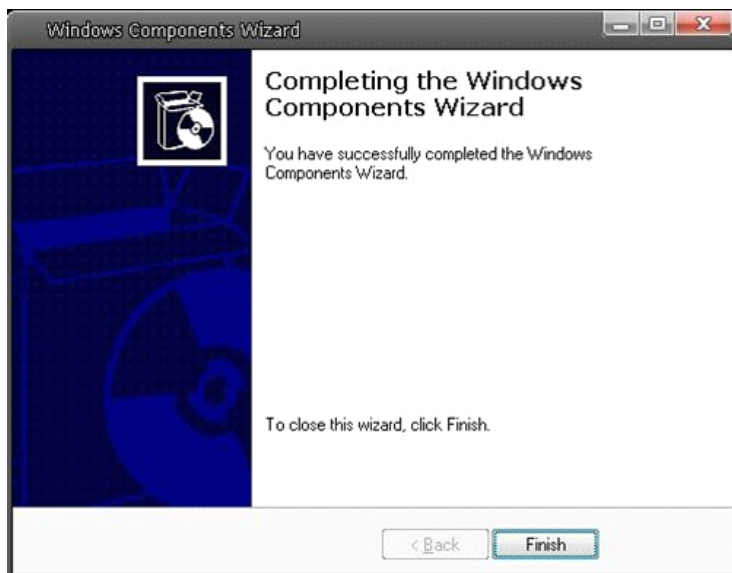 Windows Components Wizard
Completing the Windows
Components Wizard
You have successfully completed the Windows
Components Wizard.
To close this wizard, click Finish.
< Back
Finish